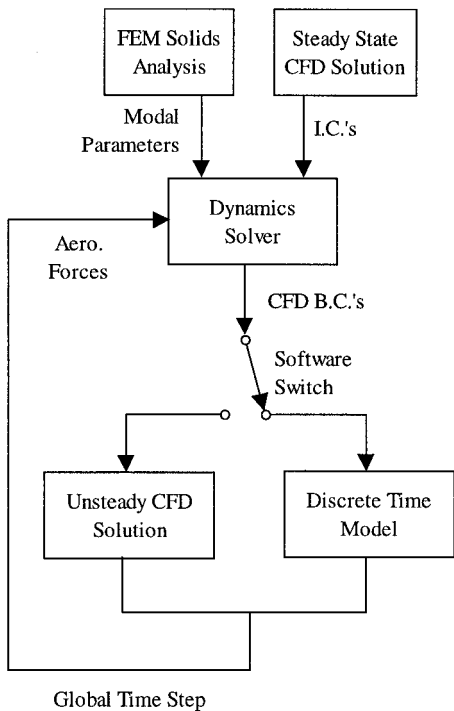 FEM Solids
Analysis
Steady State
CFD Solution
Modal
Parameters
I.C.'s
Dynamics
Solver
Aero.
Forces
CFD B.C.'s
Software
Switch
Unsteady CFD
Solution
Discrete Time
Model
Global Time Step